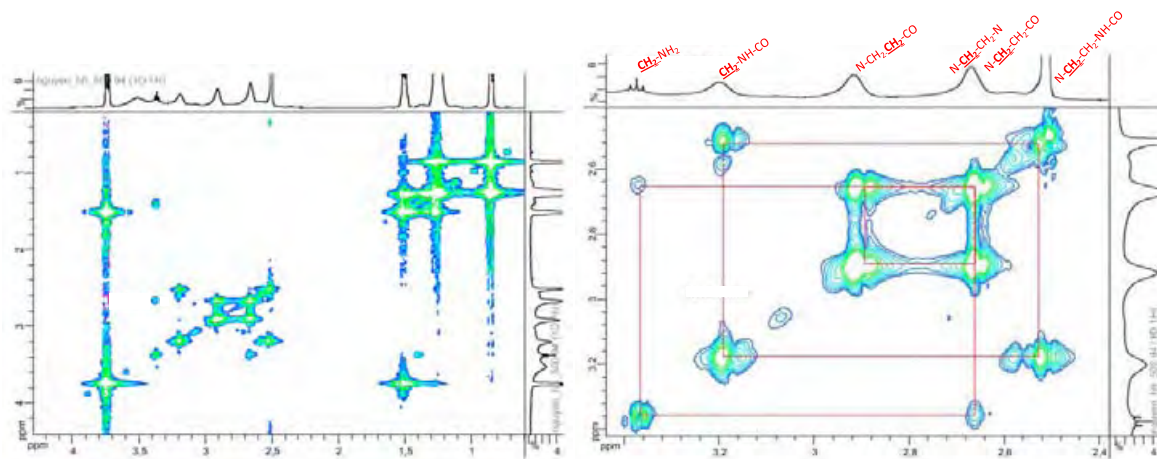 CH₂-NH₂
CH₂-NH-CO
N-CH₂-CH₂-CO
N-CH₂-CH₂-N
N-CH₂-CH₂-CO
N-CH₂-CH₂-NH-CO
1
2
3
4
ppm
4 3,5 3 2,5 2 1,5 1
ppm
2,6
2,8
3
3,2
ppm
3,2 3 2,8 2,6 2,4
ppm